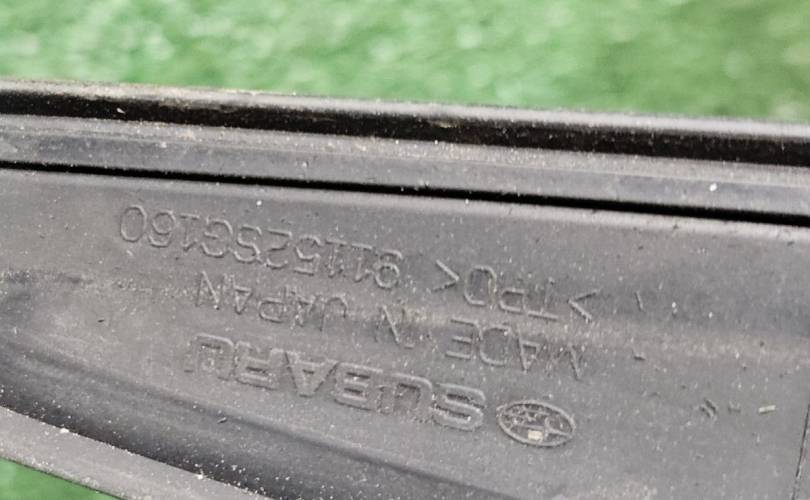 SUBARU
MADE IN JAPAN
>TPO< 91152SG160